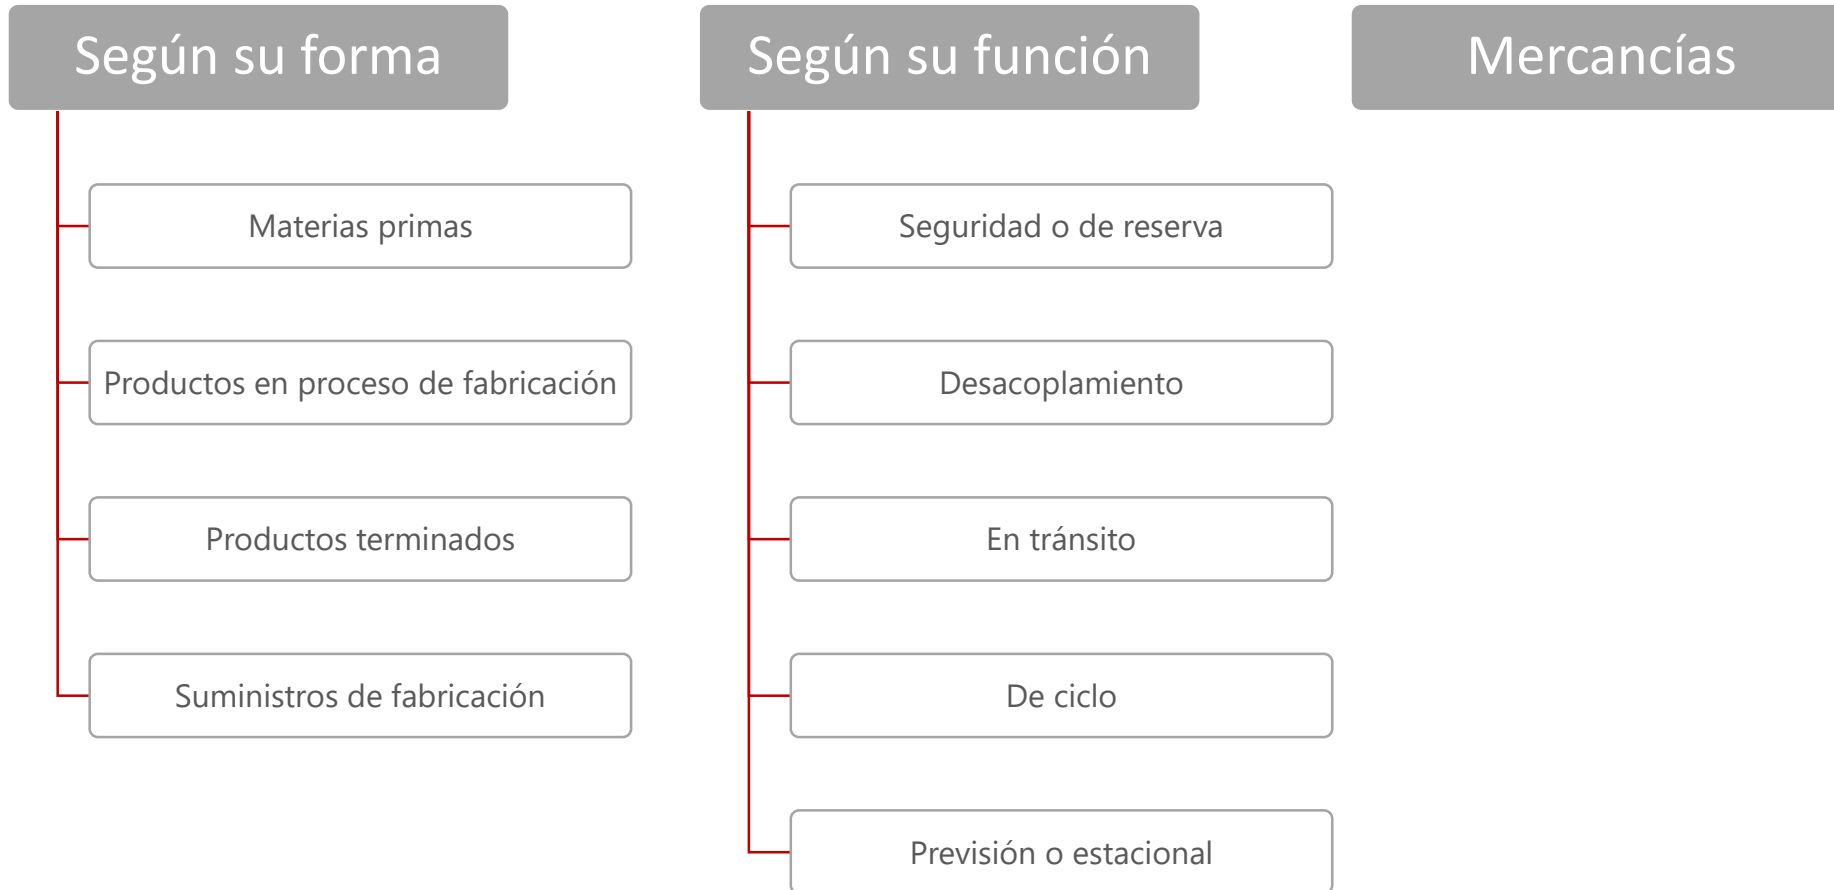 Según su forma
Materias primas
Productos en proceso de fabricación
Productos terminados
Suministros de fabricación
Según su función
Seguridad o de reserva
Desacoplamiento
En tránsito
De ciclo
Previsión o estacional
Mercancías